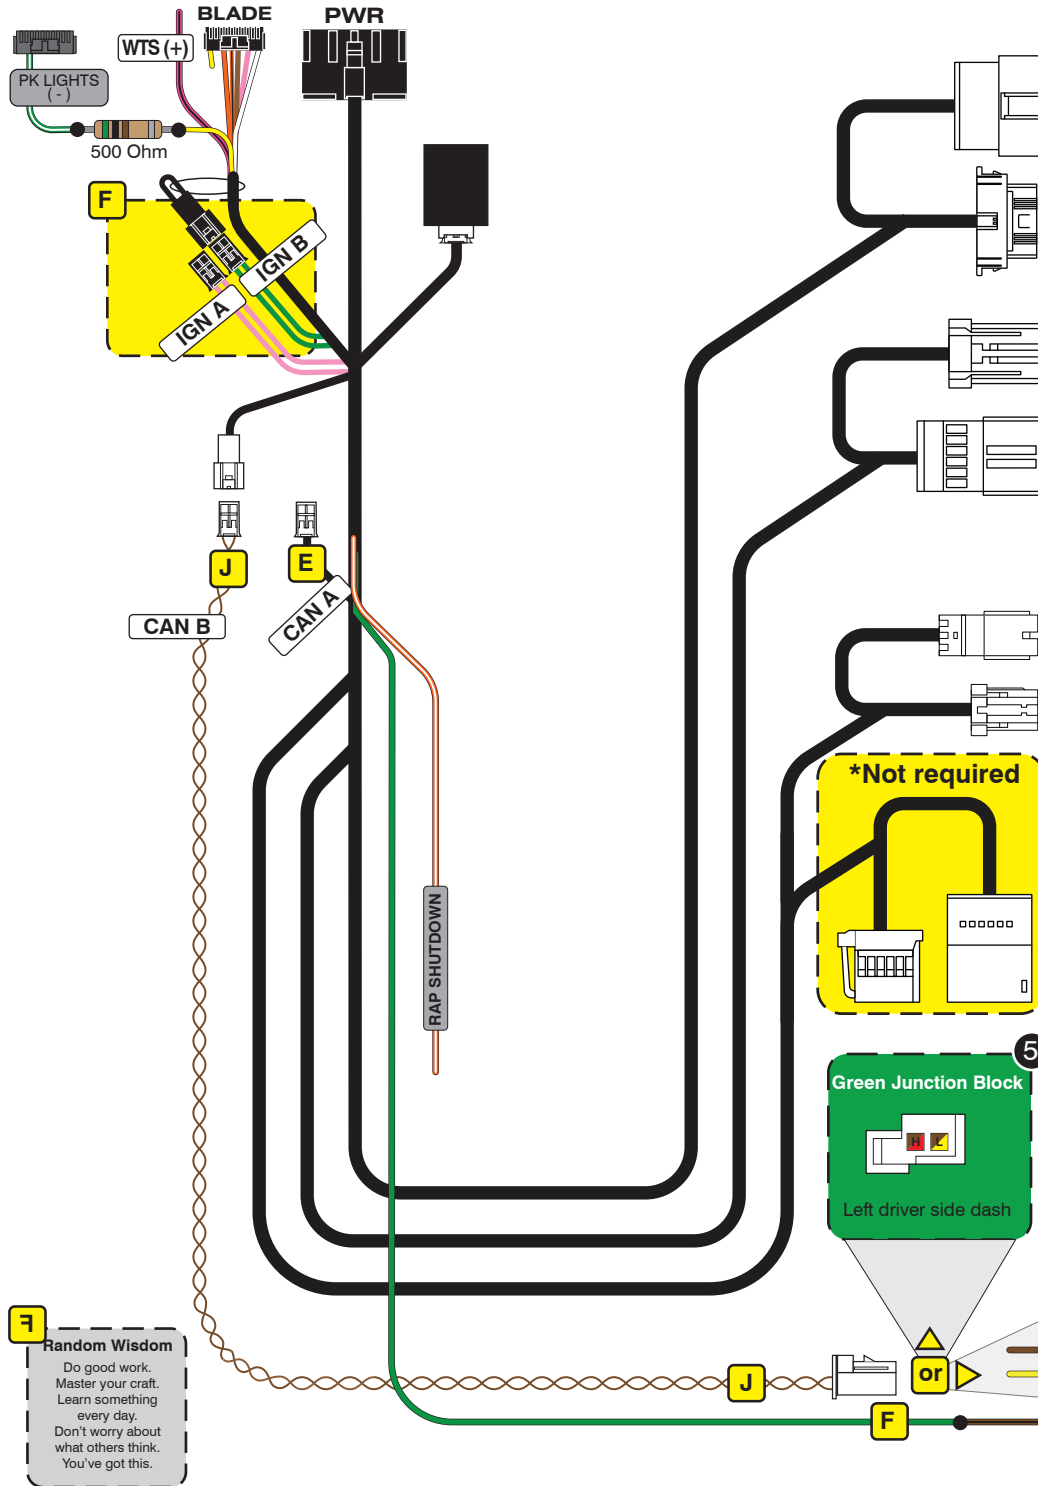 BLADE
PWR
WTS (+)
PK LIGHTS
( - )
500 Ohm
F
IGN B
IGN A
J
E
CAN B
CAN A
*Not required
RAP SHUTDOWN
5
Green Junction Block
H
L
Left driver side dash
F
Random Wisdom
Do good work.
Master your craft.
Learn something
every day.
Don't worry about
what others think.
You've got this.
J
or
F